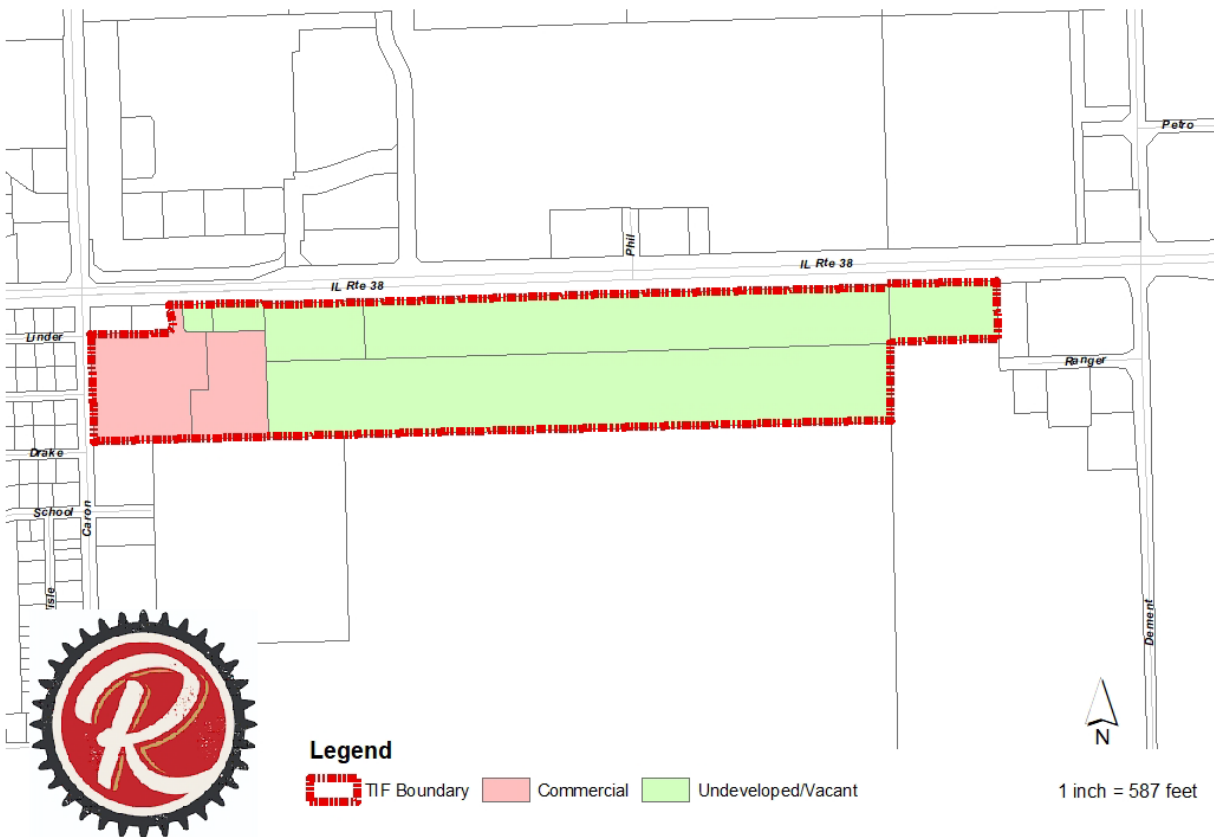 Petro
Phil
IL Rte 38
IL Rte 38
Linder
Ranger
Drake
School
Caron
isle
Dement
R
N
Legend
TIF Boundary
Commercial
Undeveloped/Vacant
1 inch = 587 feet